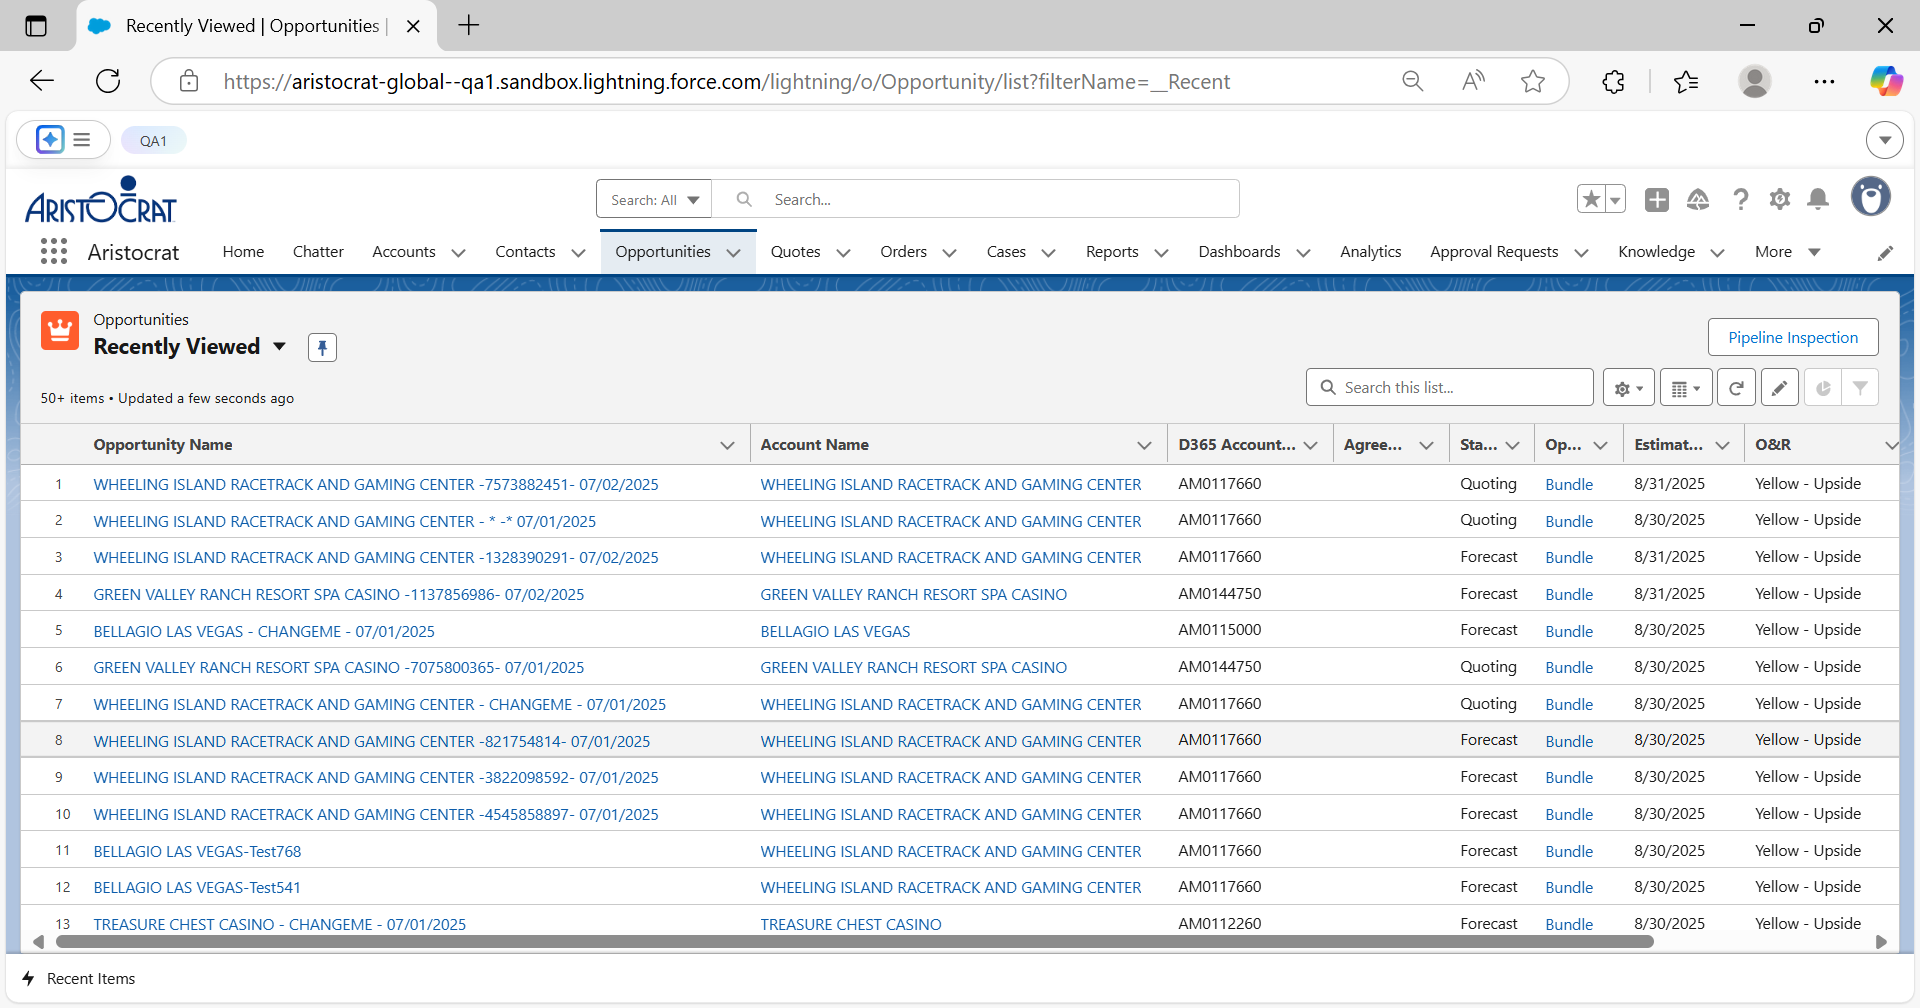 Recently Viewed | Opportunities |
https://aristocrat-global--qa1.sandbox.lightning.force.com/lightning/o/Opportunity/list?filterName=__Recent
QA1
ARISTOCRAT
Search: All
Search...
Aristocrat
Home
Chatter
Accounts
Contacts
Opportunities
Quotes
Orders
Cases
Reports
Dashboards
Analytics
Approval Requests
Knowledge
More
Opportunities
Recently Viewed
Pipeline Inspection
50+ items • Updated a few seconds ago
Search this list...
Opportunity Name Account Name D365 Account... Agree... Sta... Op... Estimat... O&R
1 WHEELING ISLAND RACETRACK AND GAMING CENTER -7573882451- 07/02/2025 WHEELING ISLAND RACETRACK AND GAMING CENTER AM0117660 Quoting Bundle 8/31/2025 Yellow - Upside
2 WHEELING ISLAND RACETRACK AND GAMING CENTER - * -* 07/01/2025 WHEELING ISLAND RACETRACK AND GAMING CENTER AM0117660 Quoting Bundle 8/30/2025 Yellow - Upside
3 WHEELING ISLAND RACETRACK AND GAMING CENTER -1328390291- 07/02/2025 WHEELING ISLAND RACETRACK AND GAMING CENTER AM0117660 Forecast Bundle 8/31/2025 Yellow - Upside
4 GREEN VALLEY RANCH RESORT SPA CASINO -1137856986- 07/02/2025 GREEN VALLEY RANCH RESORT SPA CASINO AM0144750 Forecast Bundle 8/31/2025 Yellow - Upside
5 BELLAGIO LAS VEGAS - CHANGEME - 07/01/2025 BELLAGIO LAS VEGAS AM0115000 Forecast Bundle 8/30/2025 Yellow - Upside
6 GREEN VALLEY RANCH RESORT SPA CASINO -7075800365- 07/01/2025 GREEN VALLEY RANCH RESORT SPA CASINO AM0144750 Quoting Bundle 8/30/2025 Yellow - Upside
7 WHEELING ISLAND RACETRACK AND GAMING CENTER - CHANGEME - 07/01/2025 WHEELING ISLAND RACETRACK AND GAMING CENTER AM0117660 Quoting Bundle 8/30/2025 Yellow - Upside
8 WHEELING ISLAND RACETRACK AND GAMING CENTER -821754814- 07/01/2025 WHEELING ISLAND RACETRACK AND GAMING CENTER AM0117660 Forecast Bundle 8/30/2025 Yellow - Upside
9 WHEELING ISLAND RACETRACK AND GAMING CENTER -3822098592- 07/01/2025 WHEELING ISLAND RACETRACK AND GAMING CENTER AM0117660 Forecast Bundle 8/30/2025 Yellow - Upside
10 WHEELING ISLAND RACETRACK AND GAMING CENTER -4545858897- 07/01/2025 WHEELING ISLAND RACETRACK AND GAMING CENTER AM0117660 Forecast Bundle 8/30/2025 Yellow - Upside
11 BELLAGIO LAS VEGAS-Test768 WHEELING ISLAND RACETRACK AND GAMING CENTER AM0117660 Forecast Bundle 8/30/2025 Yellow - Upside
12 BELLAGIO LAS VEGAS-Test541 WHEELING ISLAND RACETRACK AND GAMING CENTER AM0117660 Forecast Bundle 8/30/2025 Yellow - Upside
13 TREASURE CHEST CASINO - CHANGEME - 07/01/2025 TREASURE CHEST CASINO AM0112260 Forecast Bundle 8/30/2025 Yellow - Upside
Recent Items